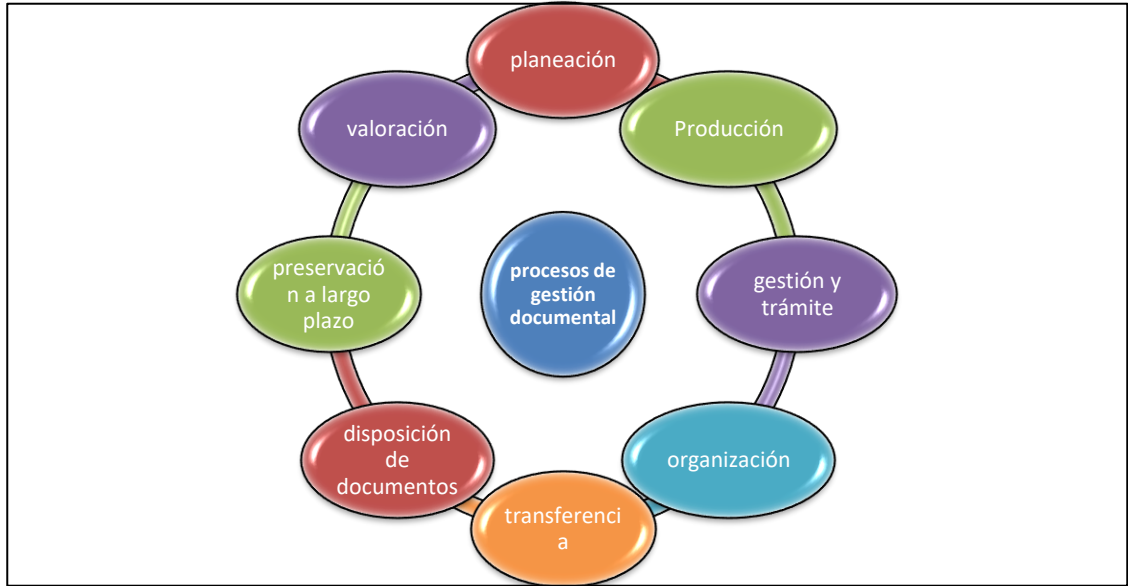 planeación
Producción
gestión y
trámite
organización
transferenci
a
disposición
de
documentos
preservació
n a largo
plazo
valoración
procesos de
gestión
documental